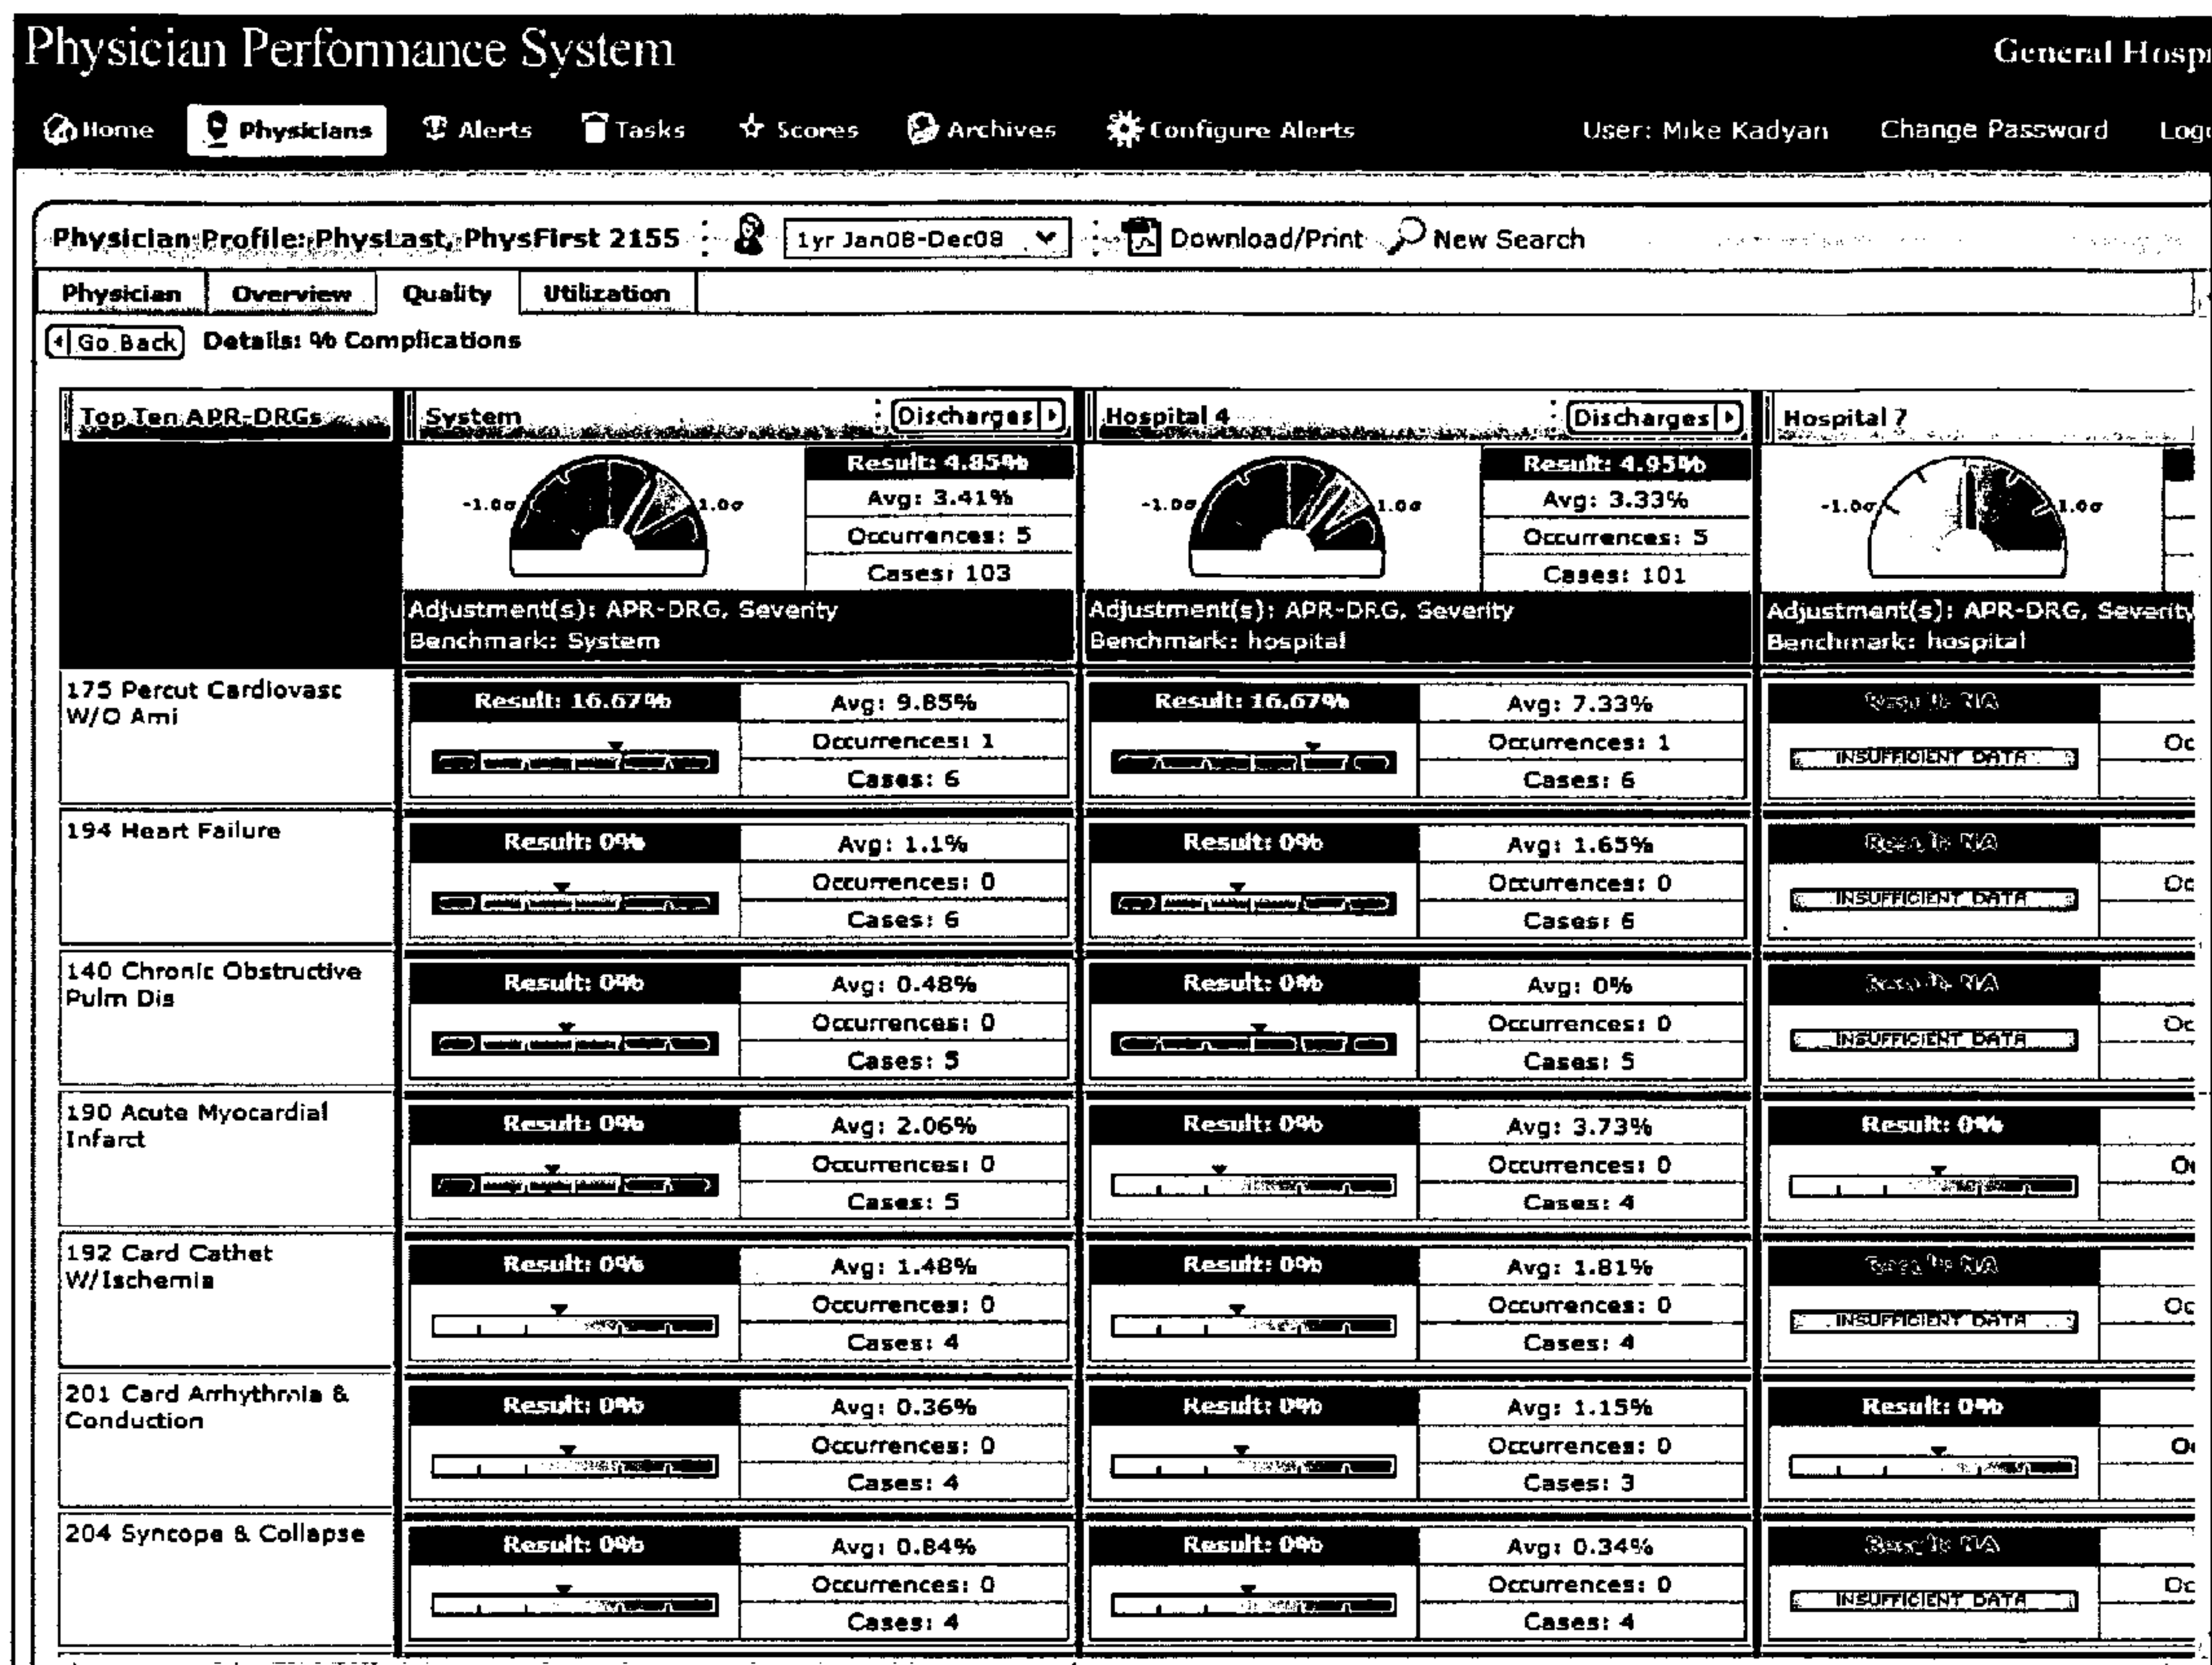 Physician Performance System
General Hospi
Home Physicians Alerts Tasks Scores Archives Configure Alerts User: Mike Kadyan Change Password Logo
Physician Profile: PhysLast, PhysFirst 2155 1yr Jan08-Dec08 Download/Print New Search
Physician Overview Quality Utilization
Go Back Details: % Complications
Top Ten APR-DRGs System Discharges Hospital 4 Discharges Hospital 7
-1.0σ 1.0σ Result: 4.85% -1.0σ 1.0σ Result: 4.95% -1.0σ 1.0σ
Avg: 3.41% Avg: 3.33%
Occurrences: 5 Occurrences: 5
Cases: 103 Cases: 101
Adjustment(s): APR-DRG, Severity Adjustment(s): APR-DRG, Severity Adjustment(s): APR-DRG, Severity
Benchmark: System Benchmark: hospital Benchmark: hospital
175 Percut Cardiovasc W/O Ami
Result: 16.67% Avg: 9.85% Result: 16.67% Avg: 7.33% Result: N/A
Occurrences: 1 Occurrences: 1 Oc
Cases: 6 Cases: 6 INSUFFICIENT DATA
194 Heart Failure
Result: 0% Avg: 1.1% Result: 0% Avg: 1.65% Result: N/A
Occurrences: 0 Occurrences: 0 Oc
Cases: 6 Cases: 6 INSUFFICIENT DATA
140 Chronic Obstructive Pulm Dis
Result: 0% Avg: 0.48% Result: 0% Avg: 0% Result: N/A
Occurrences: 0 Occurrences: 0 Oc
Cases: 5 Cases: 5 INSUFFICIENT DATA
190 Acute Myocardial Infarct
Result: 0% Avg: 2.06% Result: 0% Avg: 3.73% Result: 0%
Occurrences: 0 Occurrences: 0 O
Cases: 5 Cases: 4
192 Card Cathet W/Ischemia
Result: 0% Avg: 1.48% Result: 0% Avg: 1.81% Result: N/A
Occurrences: 0 Occurrences: 0 Oc
Cases: 4 Cases: 4 INSUFFICIENT DATA
201 Card Arrhythmia & Conduction
Result: 0% Avg: 0.36% Result: 0% Avg: 1.15% Result: 0%
Occurrences: 0 Occurrences: 0 O
Cases: 4 Cases: 3
204 Syncope & Collapse
Result: 0% Avg: 0.84% Result: 0% Avg: 0.34% Result: N/A
Occurrences: 0 Occurrences: 0 Oc
Cases: 4 Cases: 4 INSUFFICIENT DATA